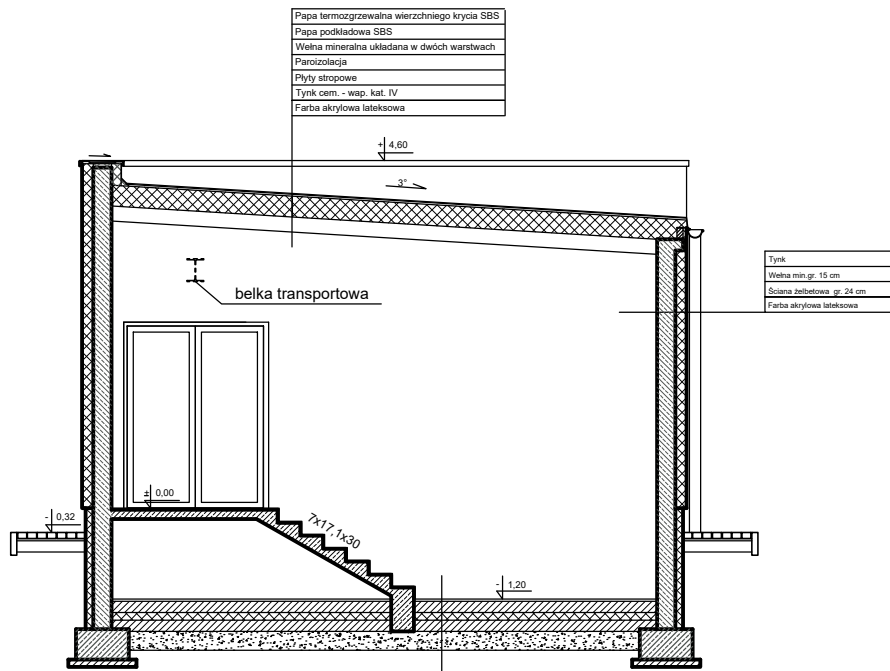 Papa termozgrzewalna wierzchniego krycia SBS
Papa podkładowa SBS
Wełna mineralna układana w dwóch warstwach
Paroizolacja
Płyty stropowe
Tynk cem. - wap. kat. IV
Farba akrylowa lateksowa
+ 4,60
3°
Tynk
Wełna min.gr. 15 cm
Ściana żelbetowa gr. 24 cm
Farba akrylowa lateksowa
belka transportowa
± 0,00
- 0,32
7x17,1x30
- 1,20